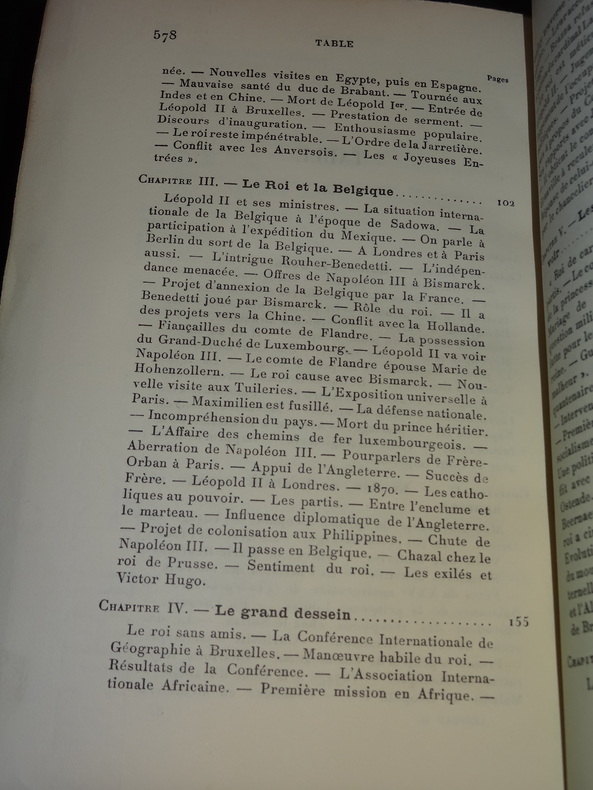 578
TABLE
Pages
née. — Nouvelles visites en Egypte, puis en Espagne.
— Mauvaise santé du duc de Brabant. — Tournée aux
Indes et en Chine. — Mort de Léopold Ier. — Entrée de
Léopold II à Bruxelles. — Prestation de serment. —
Discours d'inauguration. — Enthousiasme populaire.
— Le roi reste impénétrable. — L'Ordre de la Jarretière.
— Conflit avec les Anversois. — Les « Joyeuses En-
trées ».
CHAPITRE III. — Le Roi et la Belgique.............. 102
Léopold II et ses ministres. — La situation interna-
tionale de la Belgique à l'époque de Sadowa. — La
participation à l'expédition du Mexique. — On parle à
Berlin du sort de la Belgique. — A Londres et à Paris
aussi. — L'intrigue Rouher-Benedetti. — L'indépen-
dance menacée. — Offres de Napoléon III à Bismarck.
— Projet d'annexion de la Belgique par la France. —
Benedetti joué par Bismarck. — Rôle du roi. — Il a
des projets vers la Chine. — Conflit avec la Hollande.
— Fiançailles du comte de Flandre. — La possession
du Grand-Duché de Luxembourg. — Léopold II va voir
Napoléon III. — Le comte de Flandre épouse Marie de
Hohenzollern. — Le roi cause avec Bismarck. — Nou-
velle visite aux Tuileries. — L'Exposition universelle à
Paris. — Maximilien est fusillé. — La défense nationale.
— Incompréhension du pays. — Mort du prince héritier.
— L'Affaire des chemins de fer luxembourgeois. —
Aberration de Napoléon III. — Pourparlers de Frère-
Orban à Paris. — Appui de l'Angleterre. — Succès de
Frère. — Léopold II à Londres. — 1870. — Les catho-
liques au pouvoir. — Les partis. — Entre l'enclume et
le marteau. — Influence diplomatique de l'Angleterre.
— Projet de colonisation aux Philippines. — Chute de
Napoléon III. — Il passe en Belgique. — Chazal chez le
roi de Prusse. — Sentiment du roi. — Les exilés et
Victor Hugo.
CHAPITRE IV. — Le grand dessein.................. 155
Le roi sans amis. — La Conférence Internationale de
Géographie à Bruxelles. — Manœuvre habile du roi. —
Résultats de la Conférence. — L'Association Interna-
tionale Africaine. — Première mission en Afrique. —